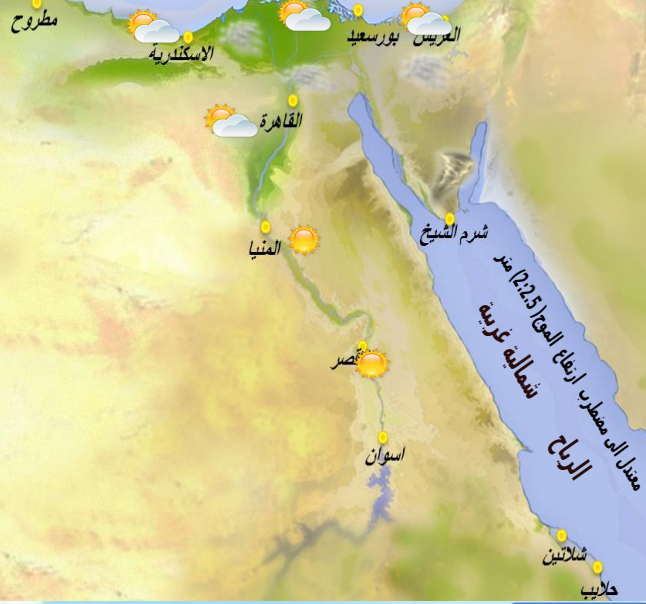 مطروح
الاسكندرية
بورسعيد
العريش
القاهرة
شرم الشيخ
المنيا
معتدل الى مضطرب ارتفاع الموج(2:2.5) متر
شمالية غربية
الرياح
قصر
اسوان
شلاتين
حلايب